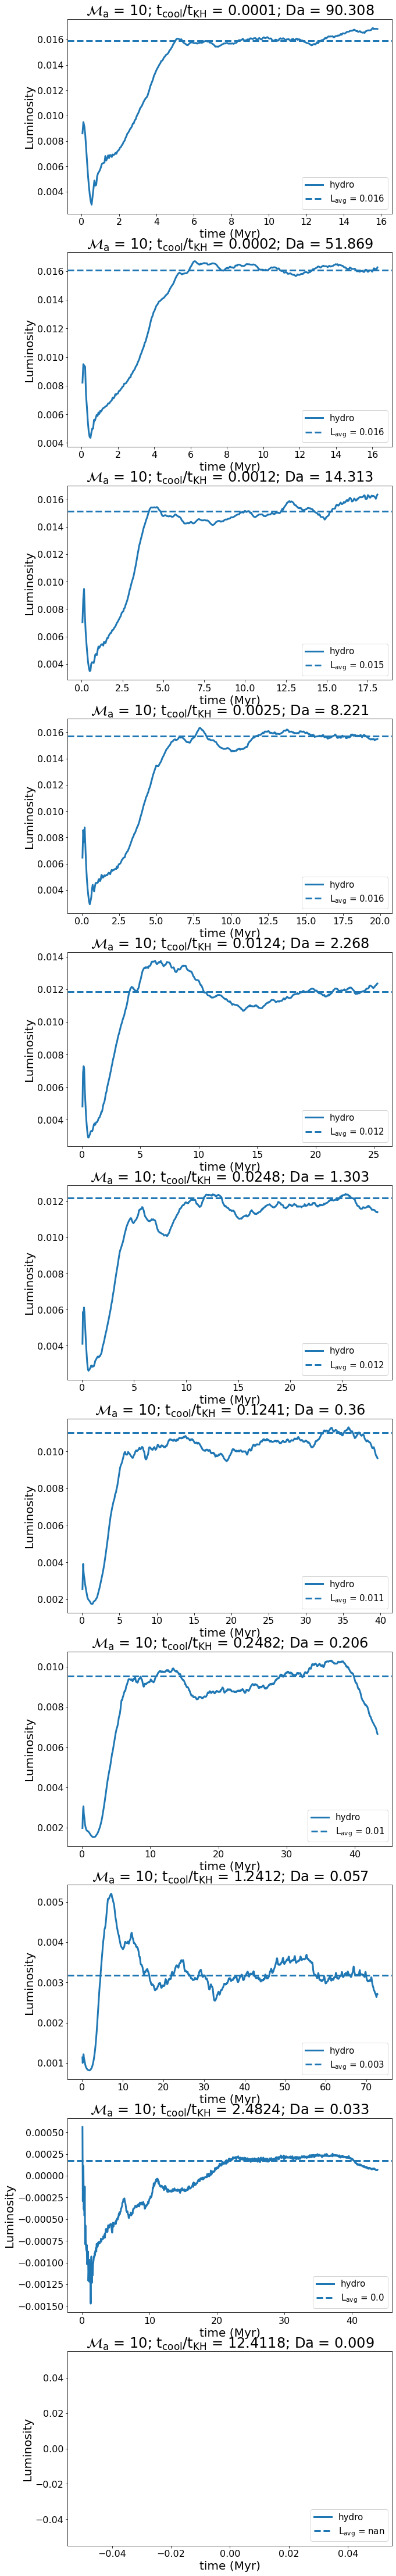 𝓜a = 10; tcool/tKH = 0.0001; Da = 90.308
0.016
0.014
0.012
0.010
0.008
0.006
0.004
Luminosity
hydro
Lavg = 0.016
0 2 4 6 8 10 12 14 16
time (Myr)
𝓜a = 10; tcool/tKH = 0.0002; Da = 51.869
0.016
0.014
0.012
0.010
0.008
0.006
0.004
Luminosity
hydro
Lavg = 0.016
0 2 4 6 8 10 12 14 16
time (Myr)
𝓜a = 10; tcool/tKH = 0.0012; Da = 14.313
0.016
0.014
0.012
0.010
0.008
0.006
0.004
Luminosity
hydro
Lavg = 0.015
0.0 2.5 5.0 7.5 10.0 12.5 15.0 17.5
time (Myr)
𝓜a = 10; tcool/tKH = 0.0025; Da = 8.221
0.016
0.014
0.012
0.010
0.008
0.006
0.004
Luminosity
hydro
Lavg = 0.016
0.0 2.5 5.0 7.5 10.0 12.5 15.0 17.5 20.0
time (Myr)
𝓜a = 10; tcool/tKH = 0.0124; Da = 2.268
0.014
0.012
0.010
0.008
0.006
0.004
Luminosity
hydro
Lavg = 0.012
0 5 10 15 20 25
time (Myr)
𝓜a = 10; tcool/tKH = 0.0248; Da = 1.303
0.012
0.010
0.008
0.006
0.004
Luminosity
hydro
Lavg = 0.012
0 5 10 15 20 25
time (Myr)
𝓜a = 10; tcool/tKH = 0.1241; Da = 0.36
0.010
0.008
0.006
0.004
0.002
Luminosity
hydro
Lavg = 0.011
0 5 10 15 20 25 30 35 40
time (Myr)
𝓜a = 10; tcool/tKH = 0.2482; Da = 0.206
0.010
0.008
0.006
0.004
0.002
Luminosity
hydro
Lavg = 0.01
0 10 20 30 40
time (Myr)
𝓜a = 10; tcool/tKH = 1.2412; Da = 0.057
0.005
0.004
0.003
0.002
0.001
Luminosity
hydro
Lavg = 0.003
0 10 20 30 40 50 60 70
time (Myr)
𝓜a = 10; tcool/tKH = 2.4824; Da = 0.033
0.00050
0.00025
0.00000
−0.00025
−0.00050
−0.00075
−0.00100
−0.00125
−0.00150
Luminosity
hydro
Lavg = 0.0
0 10 20 30 40
time (Myr)
𝓜a = 10; tcool/tKH = 12.4118; Da = 0.009
0.04
0.02
0.00
−0.02
−0.04
Luminosity
hydro
Lavg = nan
−0.04 −0.02 0.00 0.02 0.04
time (Myr)